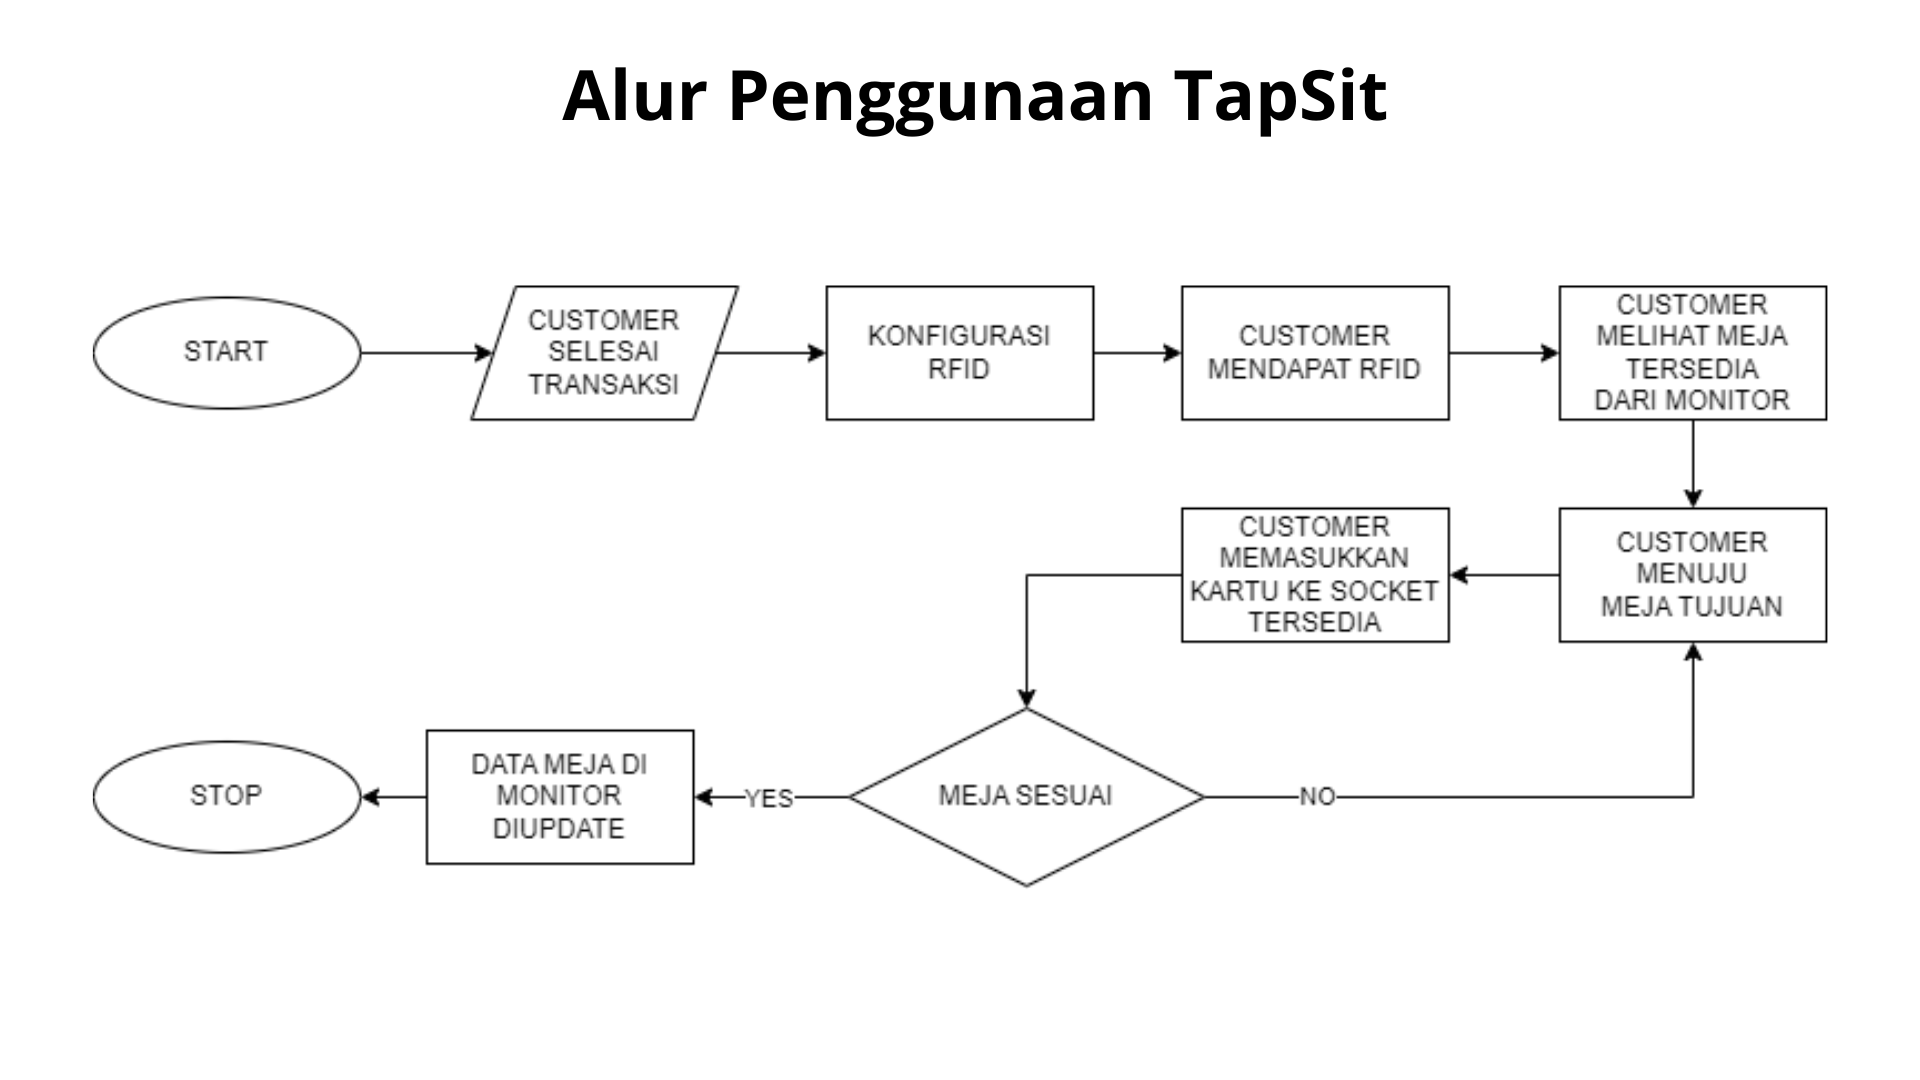 Alur Penggunaan TapSit
START
CUSTOMER
SELESAI
TRANSAKSI
KONFIGURASI
RFID
CUSTOMER
MENDAPAT RFID
CUSTOMER
MELIHAT MEJA
TERSEDIA
DARI MONITOR
CUSTOMER
MENUJU
MEJA TUJUAN
CUSTOMER
MEMASUKKAN
KARTU KE SOCKET
TERSEDIA
MEJA SESUAI
NO
YES
DATA MEJA DI
MONITOR
DIUPDATE
STOP